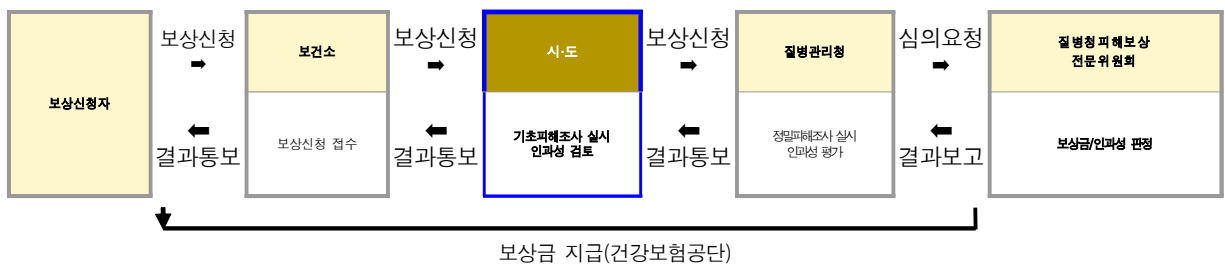 보상신청자
보상신청
➡
⬅
결과통보
보건소
보상신청 접수
보상신청
➡
⬅
결과통보
시·도
기초피해조사 실시
인과성 검토
보상신청
➡
⬅
결과통보
질병관리청
정밀피해조사 실시
인과성 평가
심의요청
➡
⬅
결과보고
질병청피해보상
전문위원회
보상금/인과성 판정
보상금 지급(건강보험공단)